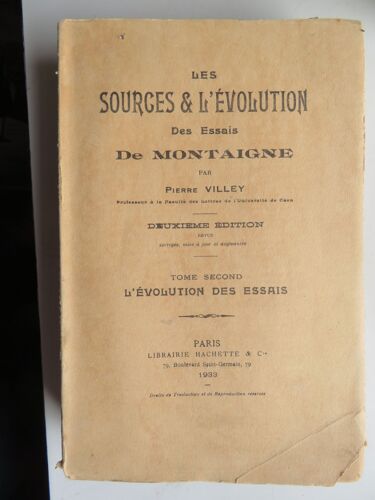 LES
SOURCES & L'ÉVOLUTION
Des Essais
De MONTAIGNE
PAR
PIERRE VILLEY
Professeur à la Faculté des Lettres de l'Université de Caen
DEUXIEME EDITION
REVUE
corrigée, mise à jour et augmentée
TOME SECOND
L'ÉVOLUTION DES ESSAIS
PARIS
LIBRAIRIE HACHETTE & Cie
79, Boulevard Saint-Germain, 79
1933
Droits de Traduction et de Reproduction réservés